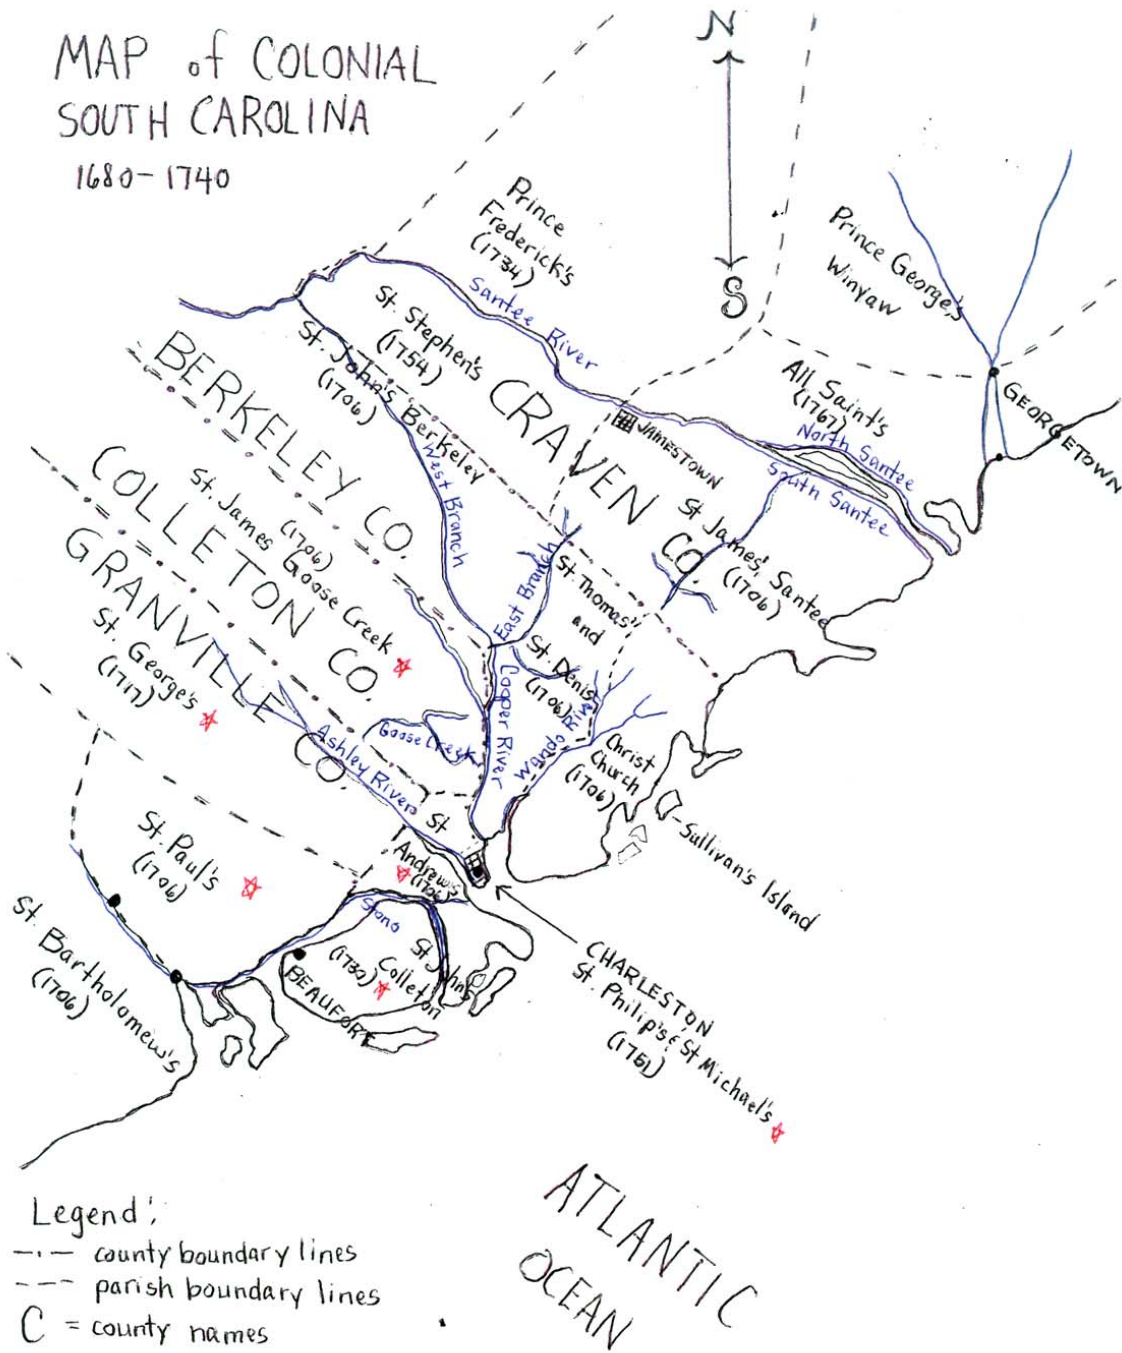 MAP of COLONIAL
SOUTH CAROLINA
1680-1740
N
S
Prince
Frederick's
(1734)
Prince George's
Winyaw
Santee River
St. Stephen's
(1754)
St. John's Berkeley
(1706)
BERKELEY CO.
CRAVEN CO.
All Saint's
(1767)
GEORGETOWN
North Santee
South Santee
JAMESTOWN
West Branch
COLLETON CO.
St. James Goose Creek
(1706)
St James, Santee
(1706)
GRANVILLE CO.
St. George's
(1717)
East Branch
St. Thomas'
and
St. Denis
(1706)
Cooper River
Wando River
Goose Creek
Ashley River
Christ
Church
(1706)
St
Andrew's
(1706)
Sullivan's Island
St. Paul's
(1706)
Stono
St. Bartholomew's
(1706)
St John's
Colleton
(1730)
BEAUFORT
CHARLESTON
St. Philip's & St Michael's
(1751)
ATLANTIC
OCEAN
Legend:
—·— county boundary lines
--- parish boundary lines
C = county names